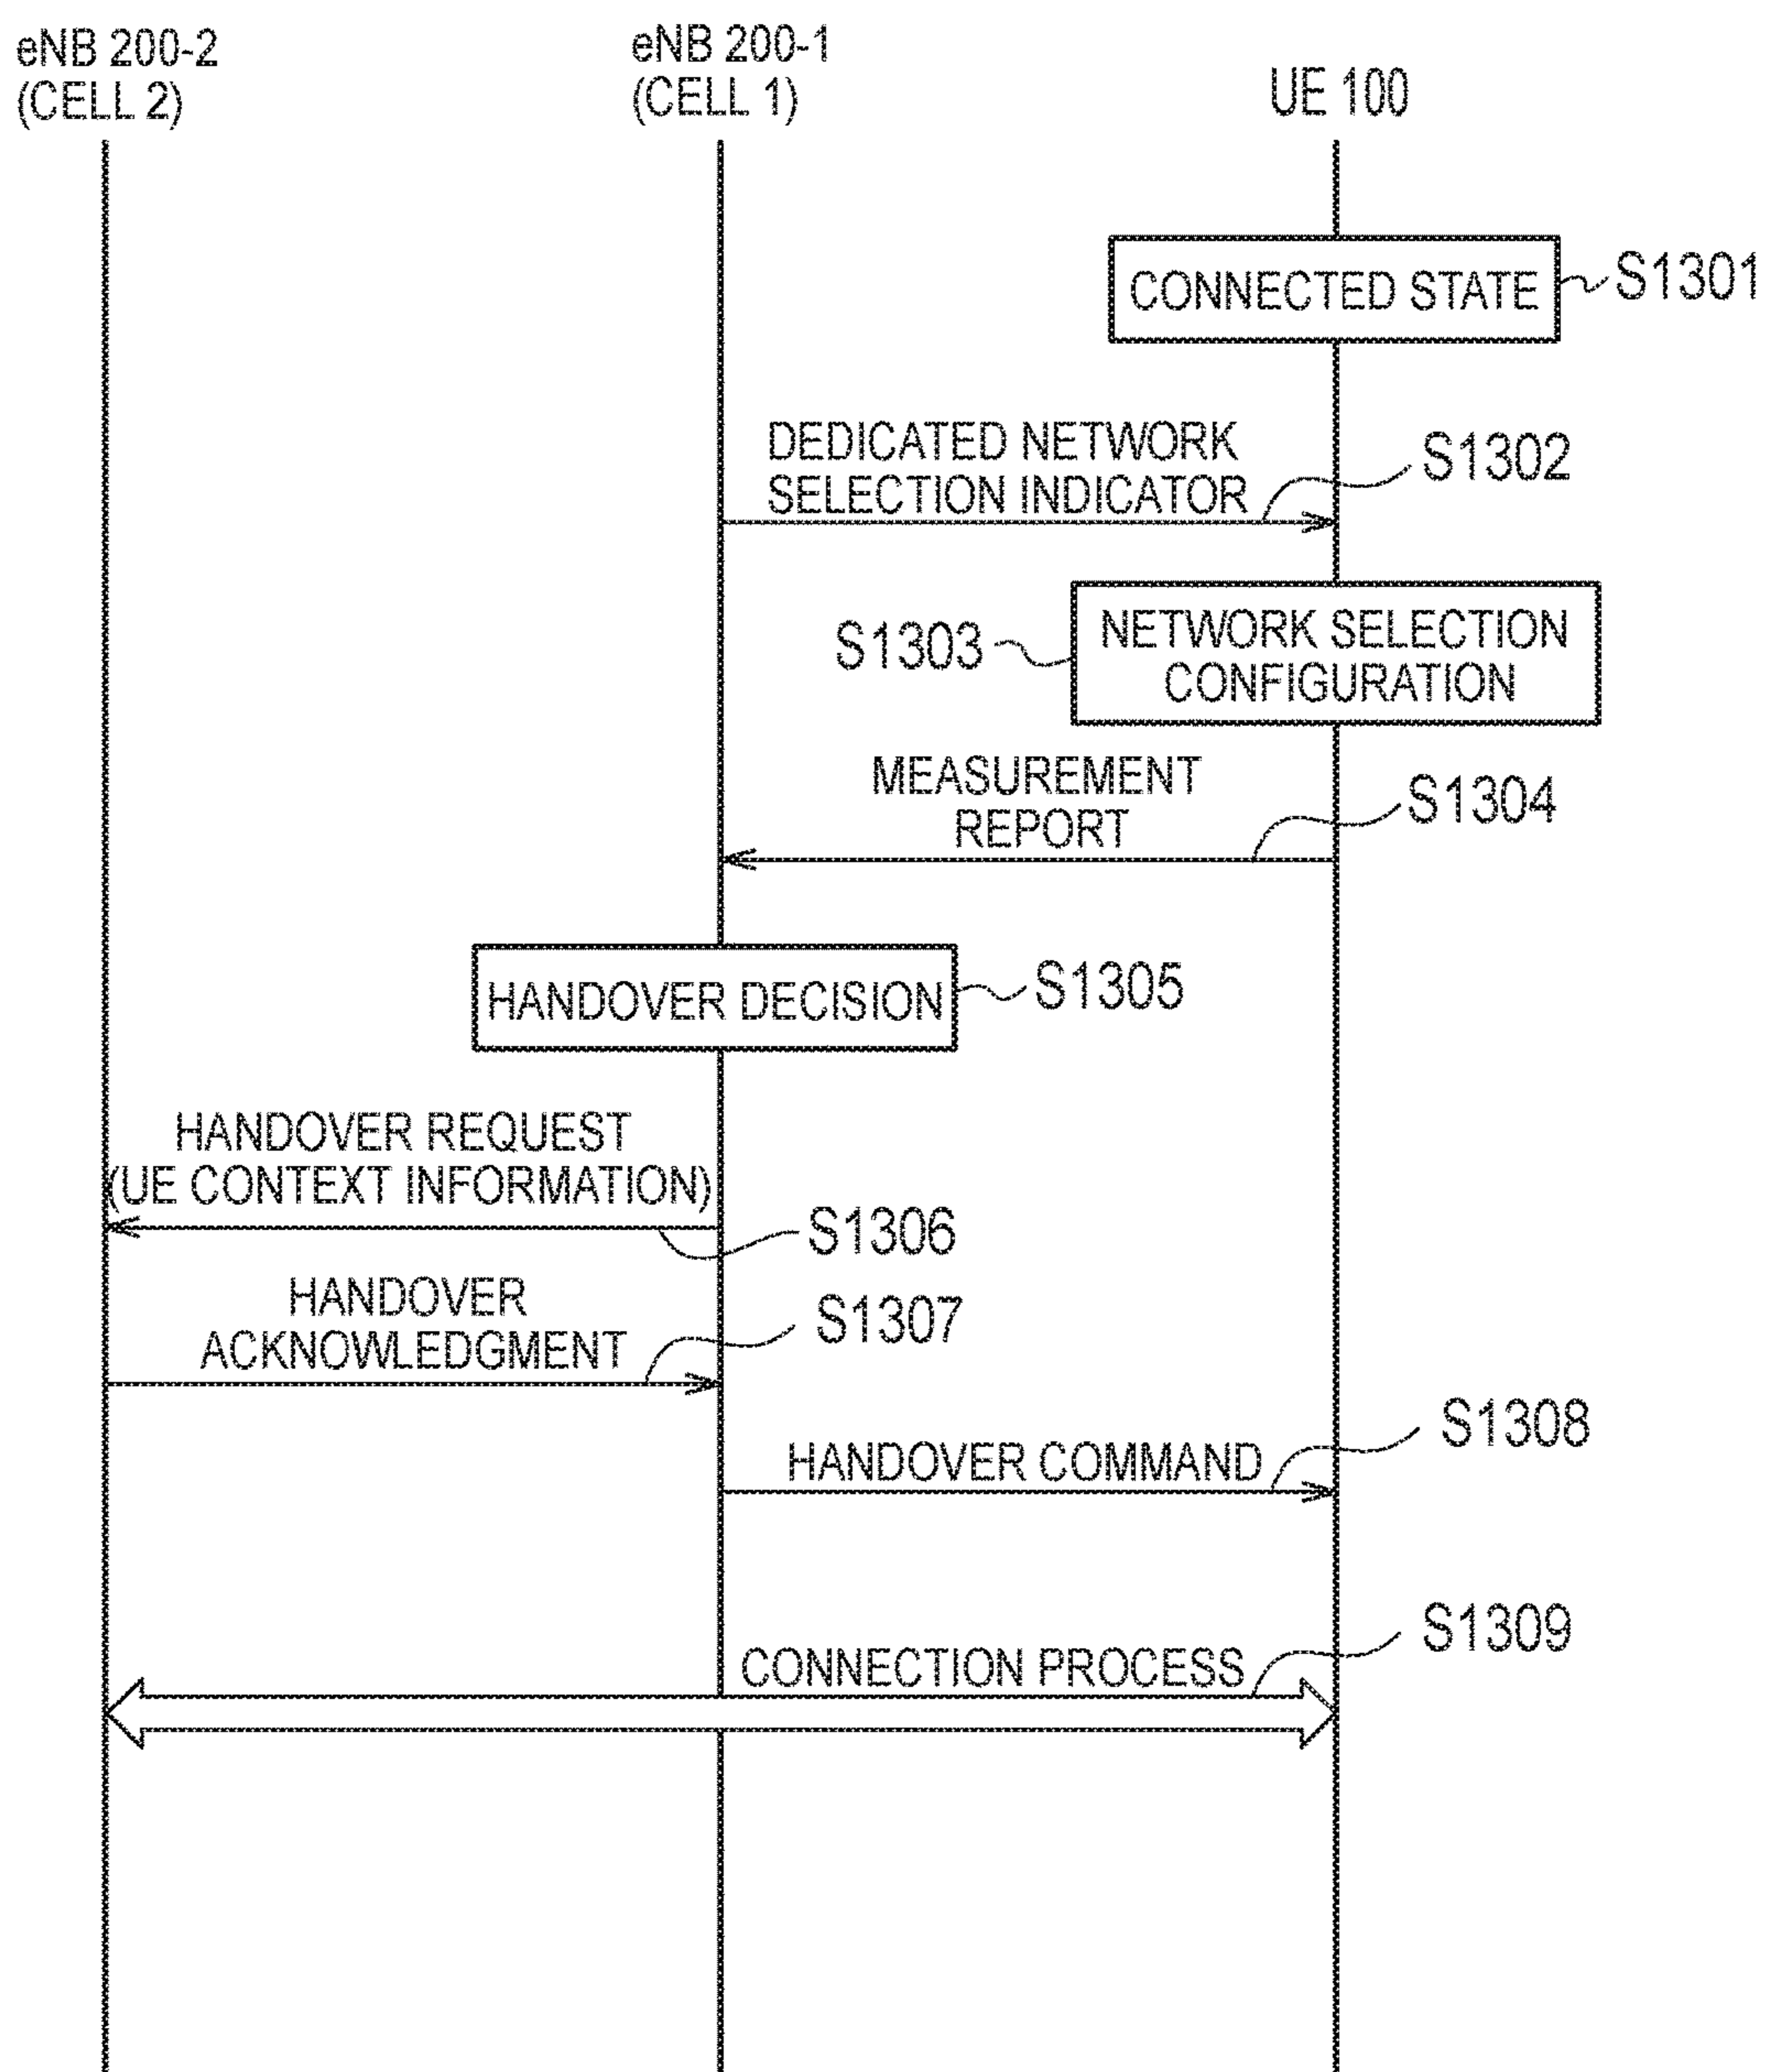 eNB 200-2
(CELL 2)
eNB 200-1
(CELL 1)
UE 100
CONNECTED STATE
S1301
DEDICATED NETWORK
SELECTION INDICATOR
S1302
S1303
NETWORK SELECTION
CONFIGURATION
MEASUREMENT
REPORT
S1304
HANDOVER DECISION
S1305
HANDOVER REQUEST
(UE CONTEXT INFORMATION)
S1306
HANDOVER
ACKNOWLEDGMENT
S1307
HANDOVER COMMAND
S1308
CONNECTION PROCESS
S1309